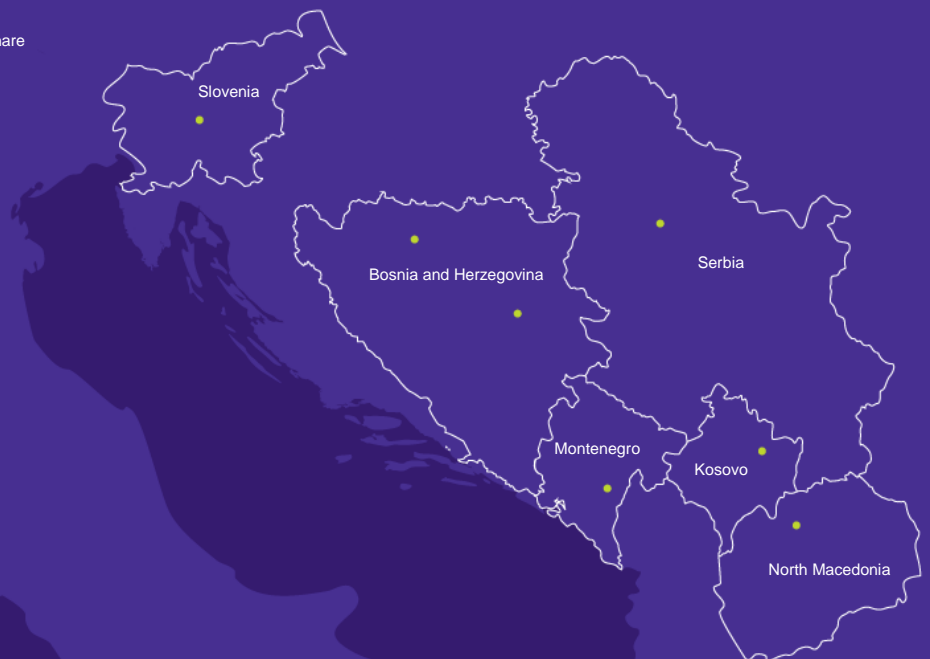 Slovenia
Bosnia and Herzegovina
Serbia
Montenegro
Kosovo
North Macedonia